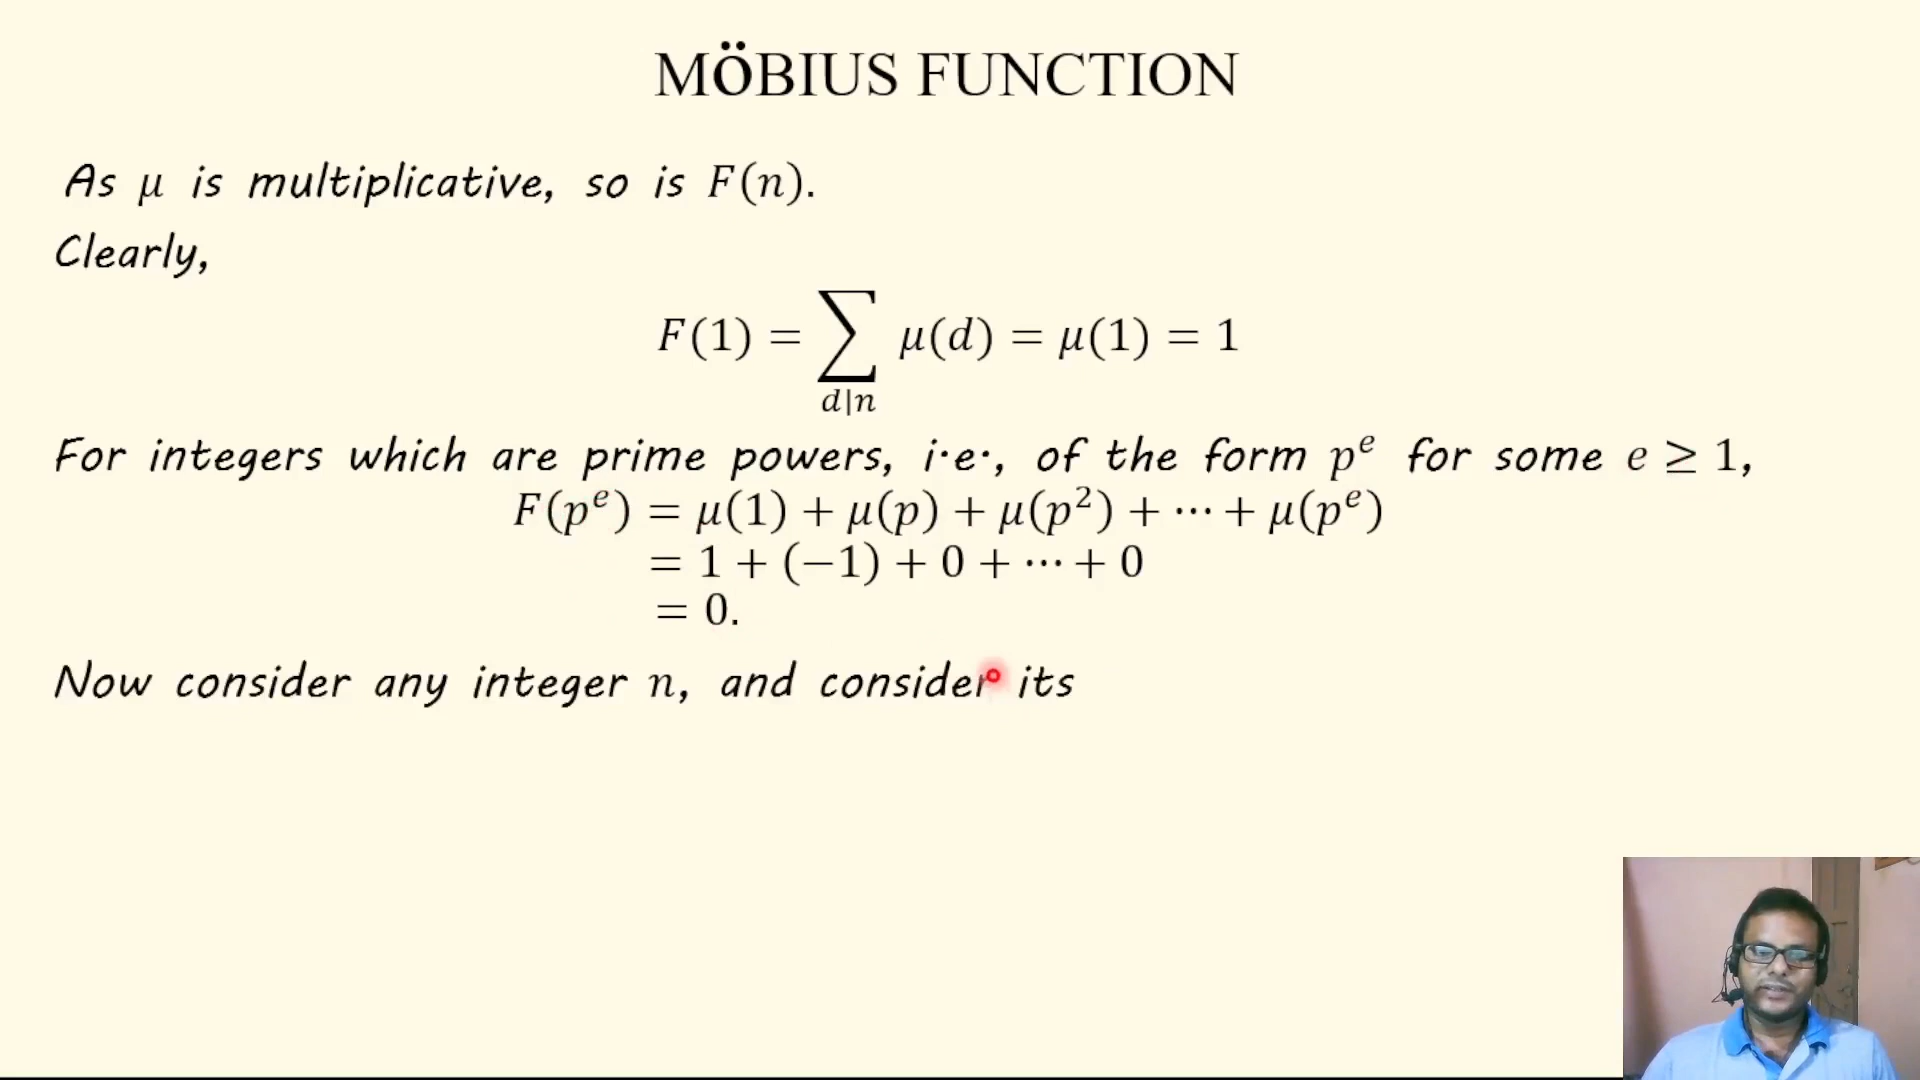 MÖBIUS FUNCTION
As μ is multiplicative, so is F(n).
Clearly,
F(1) = ∑_{d|n} μ(d) = μ(1) = 1
For integers which are prime powers, i.e., of the form p^e for some e ≥ 1,
F(p^e) = μ(1) + μ(p) + μ(p^2) + ⋯ + μ(p^e)
= 1 + (−1) + 0 + ⋯ + 0
= 0.
Now consider any integer n, and consider its